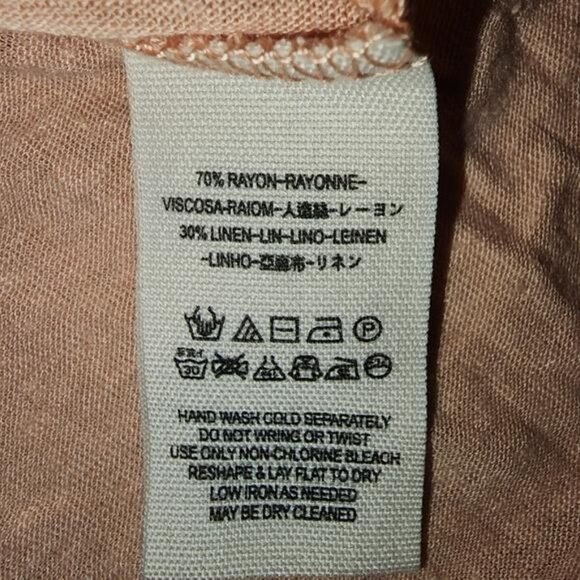 70% RAYON-RAYONNE-
VISCOSA-RAIOM-人造絲-レーヨン
30% LINEN-LIN-LINO-LEINEN
-LINHO-亞麻布-リネン
P
30
HAND WASH COLD SEPARATELY
DO NOT WRING OR TWIST
USE ONLY NON-CHLORINE BLEACH
RESHAPE & LAY FLAT TO DRY
LOW IRON AS NEEDED
MAY BE DRY CLEANED